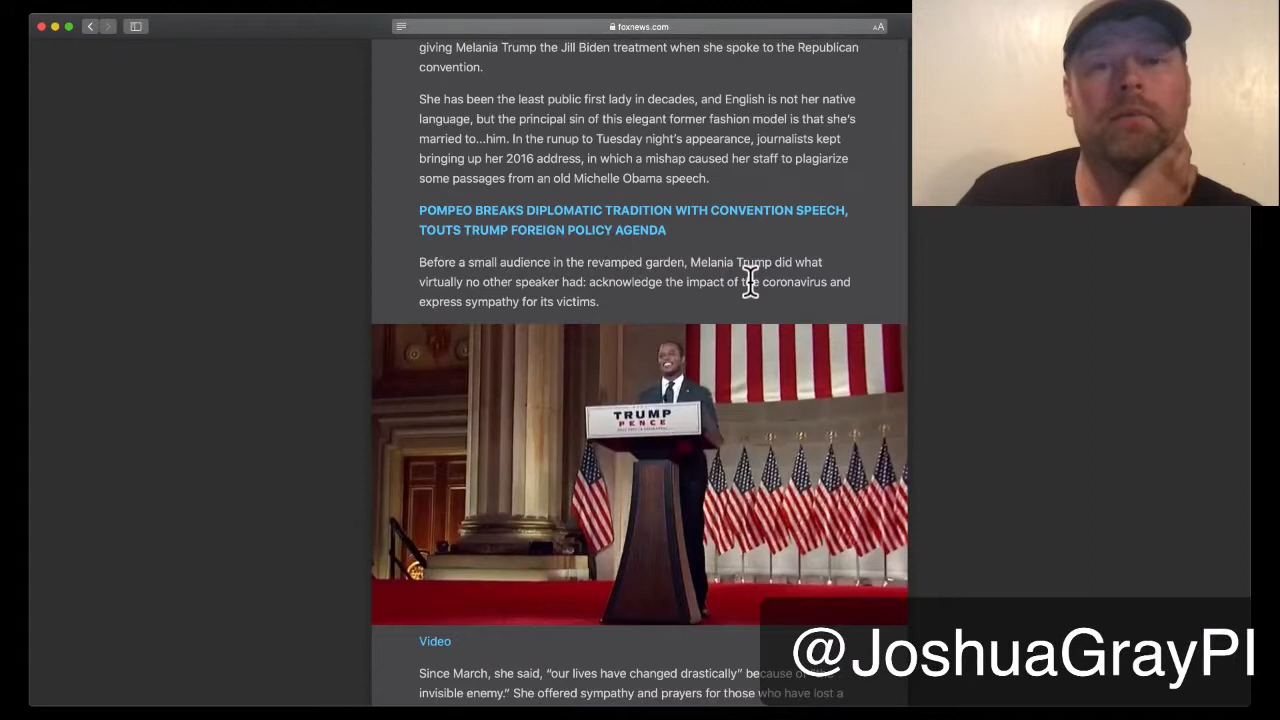 foxnews.com
AA
giving Melania Trump the Jill Biden treatment when she spoke to the Republican
convention.
She has been the least public first lady in decades, and English is not her native
language, but the principal sin of this elegant former fashion model is that she's
married to...him. In the runup to Tuesday night's appearance, journalists kept
bringing up her 2016 address, in which a mishap caused her staff to plagiarize
some passages from an old Michelle Obama speech.
POMPEO BREAKS DIPLOMATIC TRADITION WITH CONVENTION SPEECH,
TOUTS TRUMP FOREIGN POLICY AGENDA
Before a small audience in the revamped garden, Melania Trump did what
virtually no other speaker had: acknowledge the impact of the coronavirus and
express sympathy for its victims.
TRUMP
PENCE
Video
Since March, she said, “our lives have changed drastically” because of “the
invisible enemy.” She offered sympathy and prayers for those who have lost a
@JoshuaGrayPI